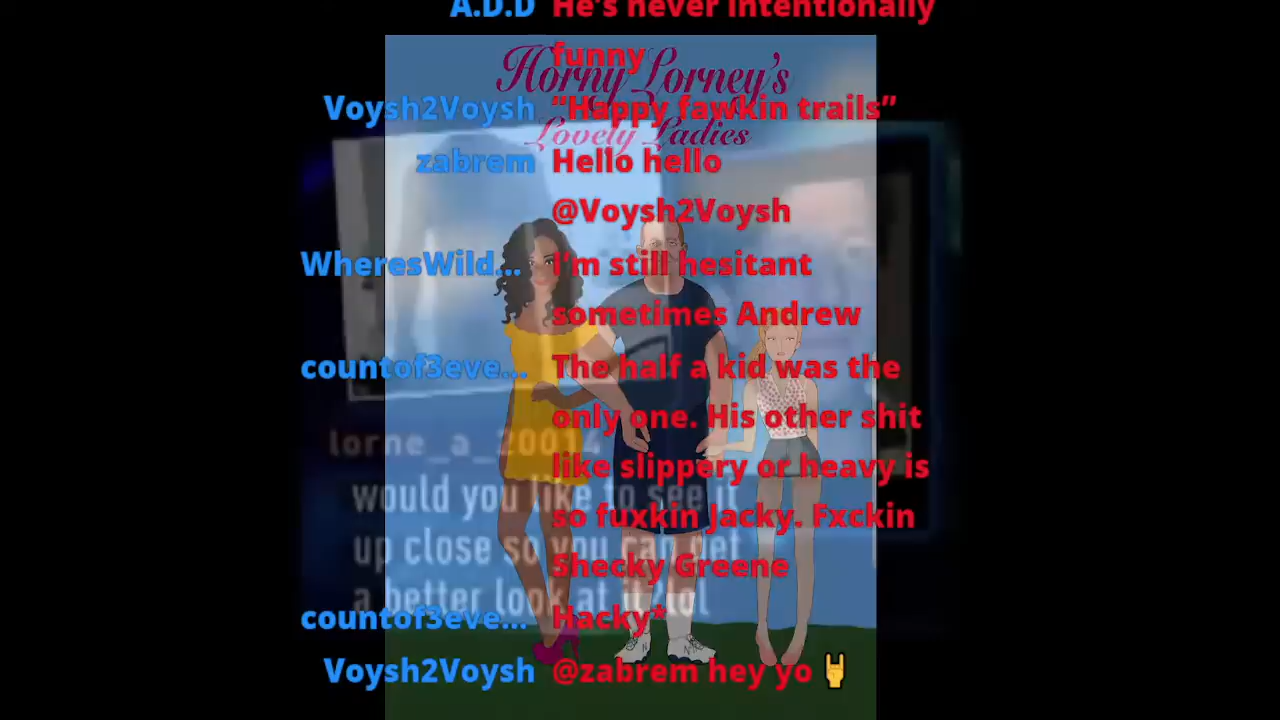 A.D.D He's never intentionally
funny
Horny Lorney's
Voysh2Voysh "Happy fawkin trails"
Lovely Ladies
zabrem Hello hello
@Voysh2Voysh
WheresWild... I'm still hesitant
sometimes Andrew
countof3eve... The half a kid was the
only one. His other shit
lorne_a_20014
like slippery or heavy is
would you like to see it
so fuxkin Jacky. Fxckin
up close so you can get
Shecky Greene
a better look at it?lol
countof3eve... Hacky*
Voysh2Voysh @zabrem hey yo 🤘